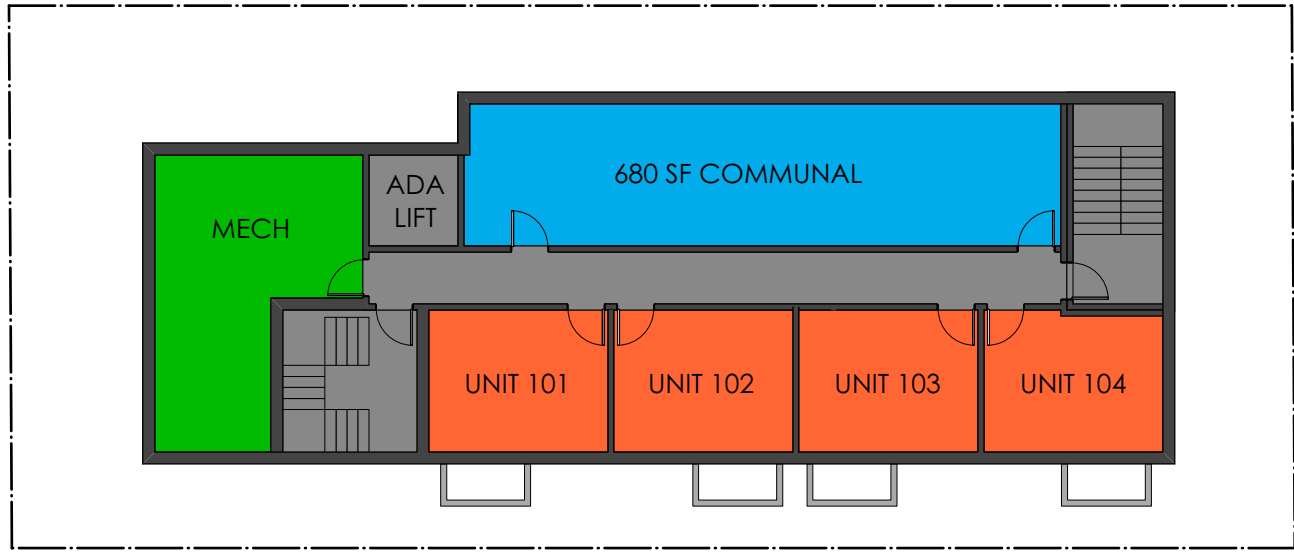 680 SF COMMUNAL
ADA
LIFT
MECH
UNIT 101
UNIT 102
UNIT 103
UNIT 104